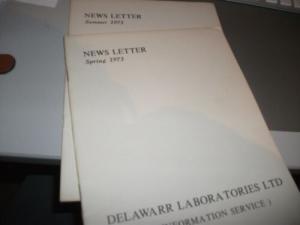 NEWS LETTER
Summer 1973
NEWS LETTER
Spring 1973
DELAWARR LABORATORIES LTD
INFORMATION SERVICE )